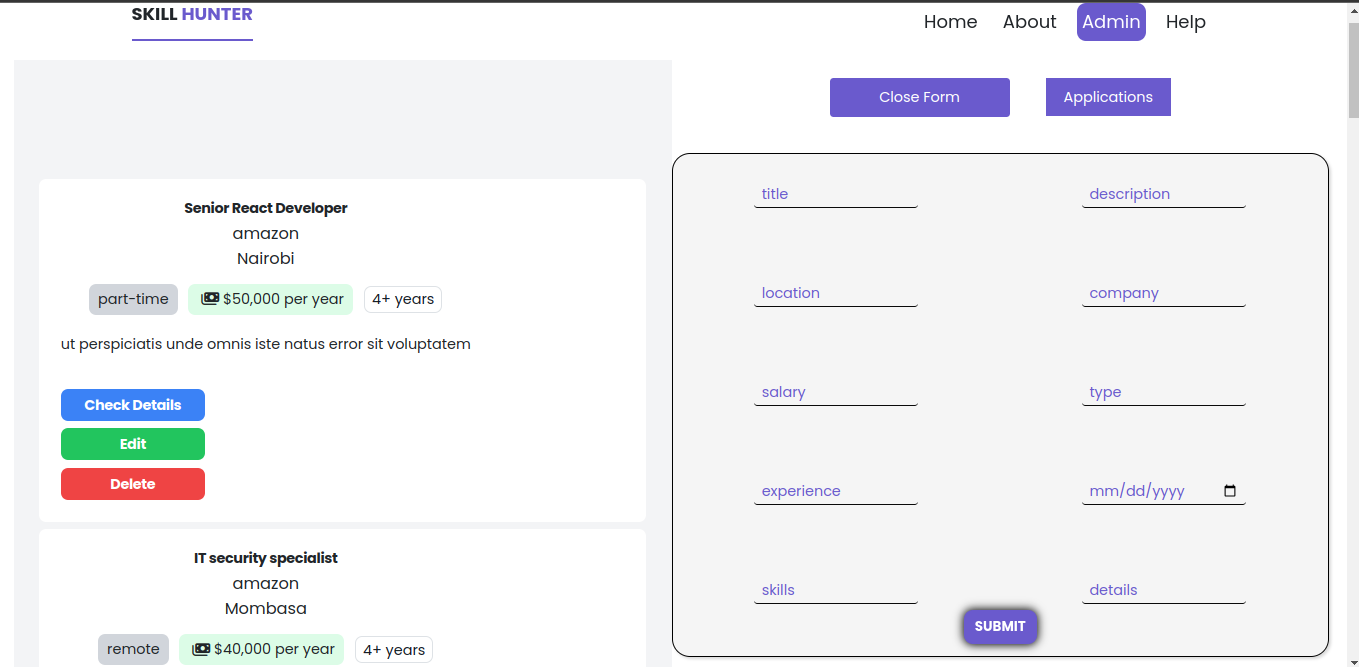 SKILL HUNTER
Home About Admin Help
Close Form Applications
Senior React Developer
amazon
Nairobi
part-time $50,000 per year 4+ years
ut perspiciatis unde omnis iste natus error sit voluptatem
Check Details
Edit
Delete
IT security specialist
amazon
Mombasa
remote $40,000 per year 4+ years
title description
location company
salary type
experience mm/dd/yyyy
skills details
SUBMIT